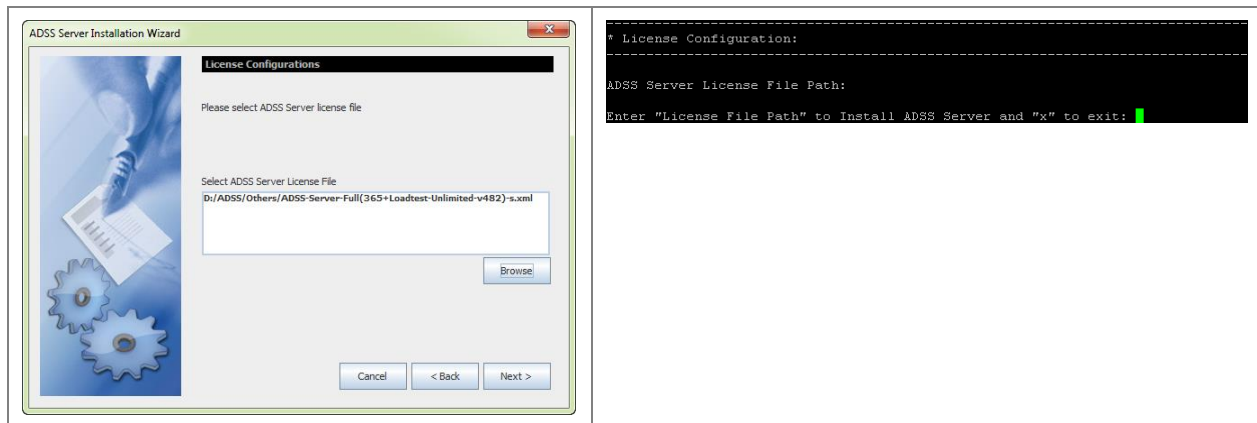 ADSS Server Installation Wizard
License Configurations
Please select ADSS Server license file
Select ADSS Server License File
D:/ADSS/Others/ADSS-Server-Full(365+Loadtest-Unlimited-v482)-s.xml
Browse
Cancel
< Back
Next >
* License Configuration:
ADSS Server License File Path:
Enter "License File Path" to Install ADSS Server and "x" to exit: